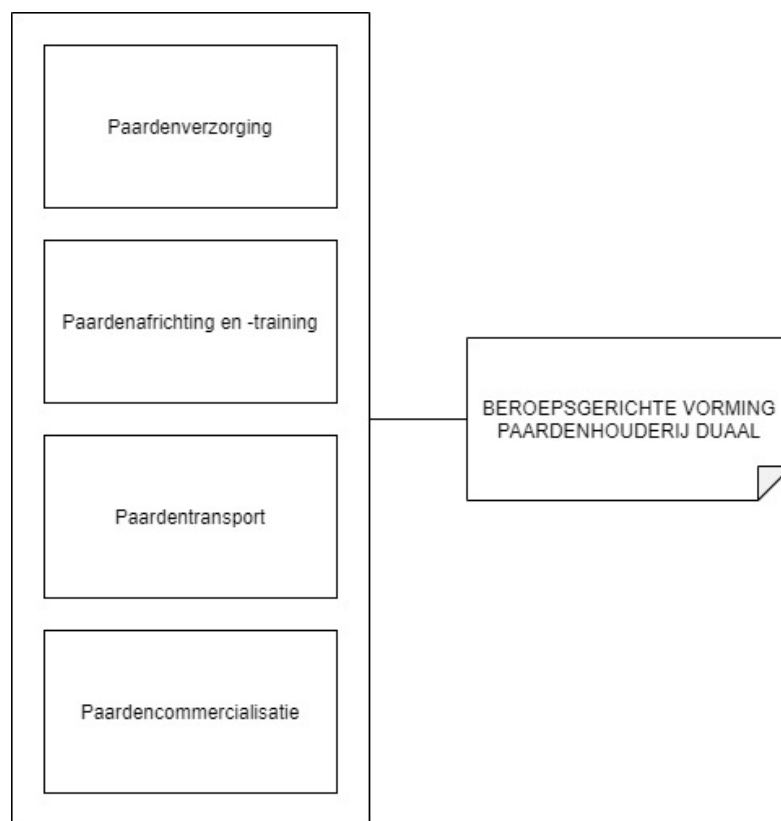 Paardenverzorging
Paardenafrichting en -training
Paardentransport
Paardencommercialisatie
BEROEPSGERICHTE VORMING
PAARDENHOUDERIJ DUAAL